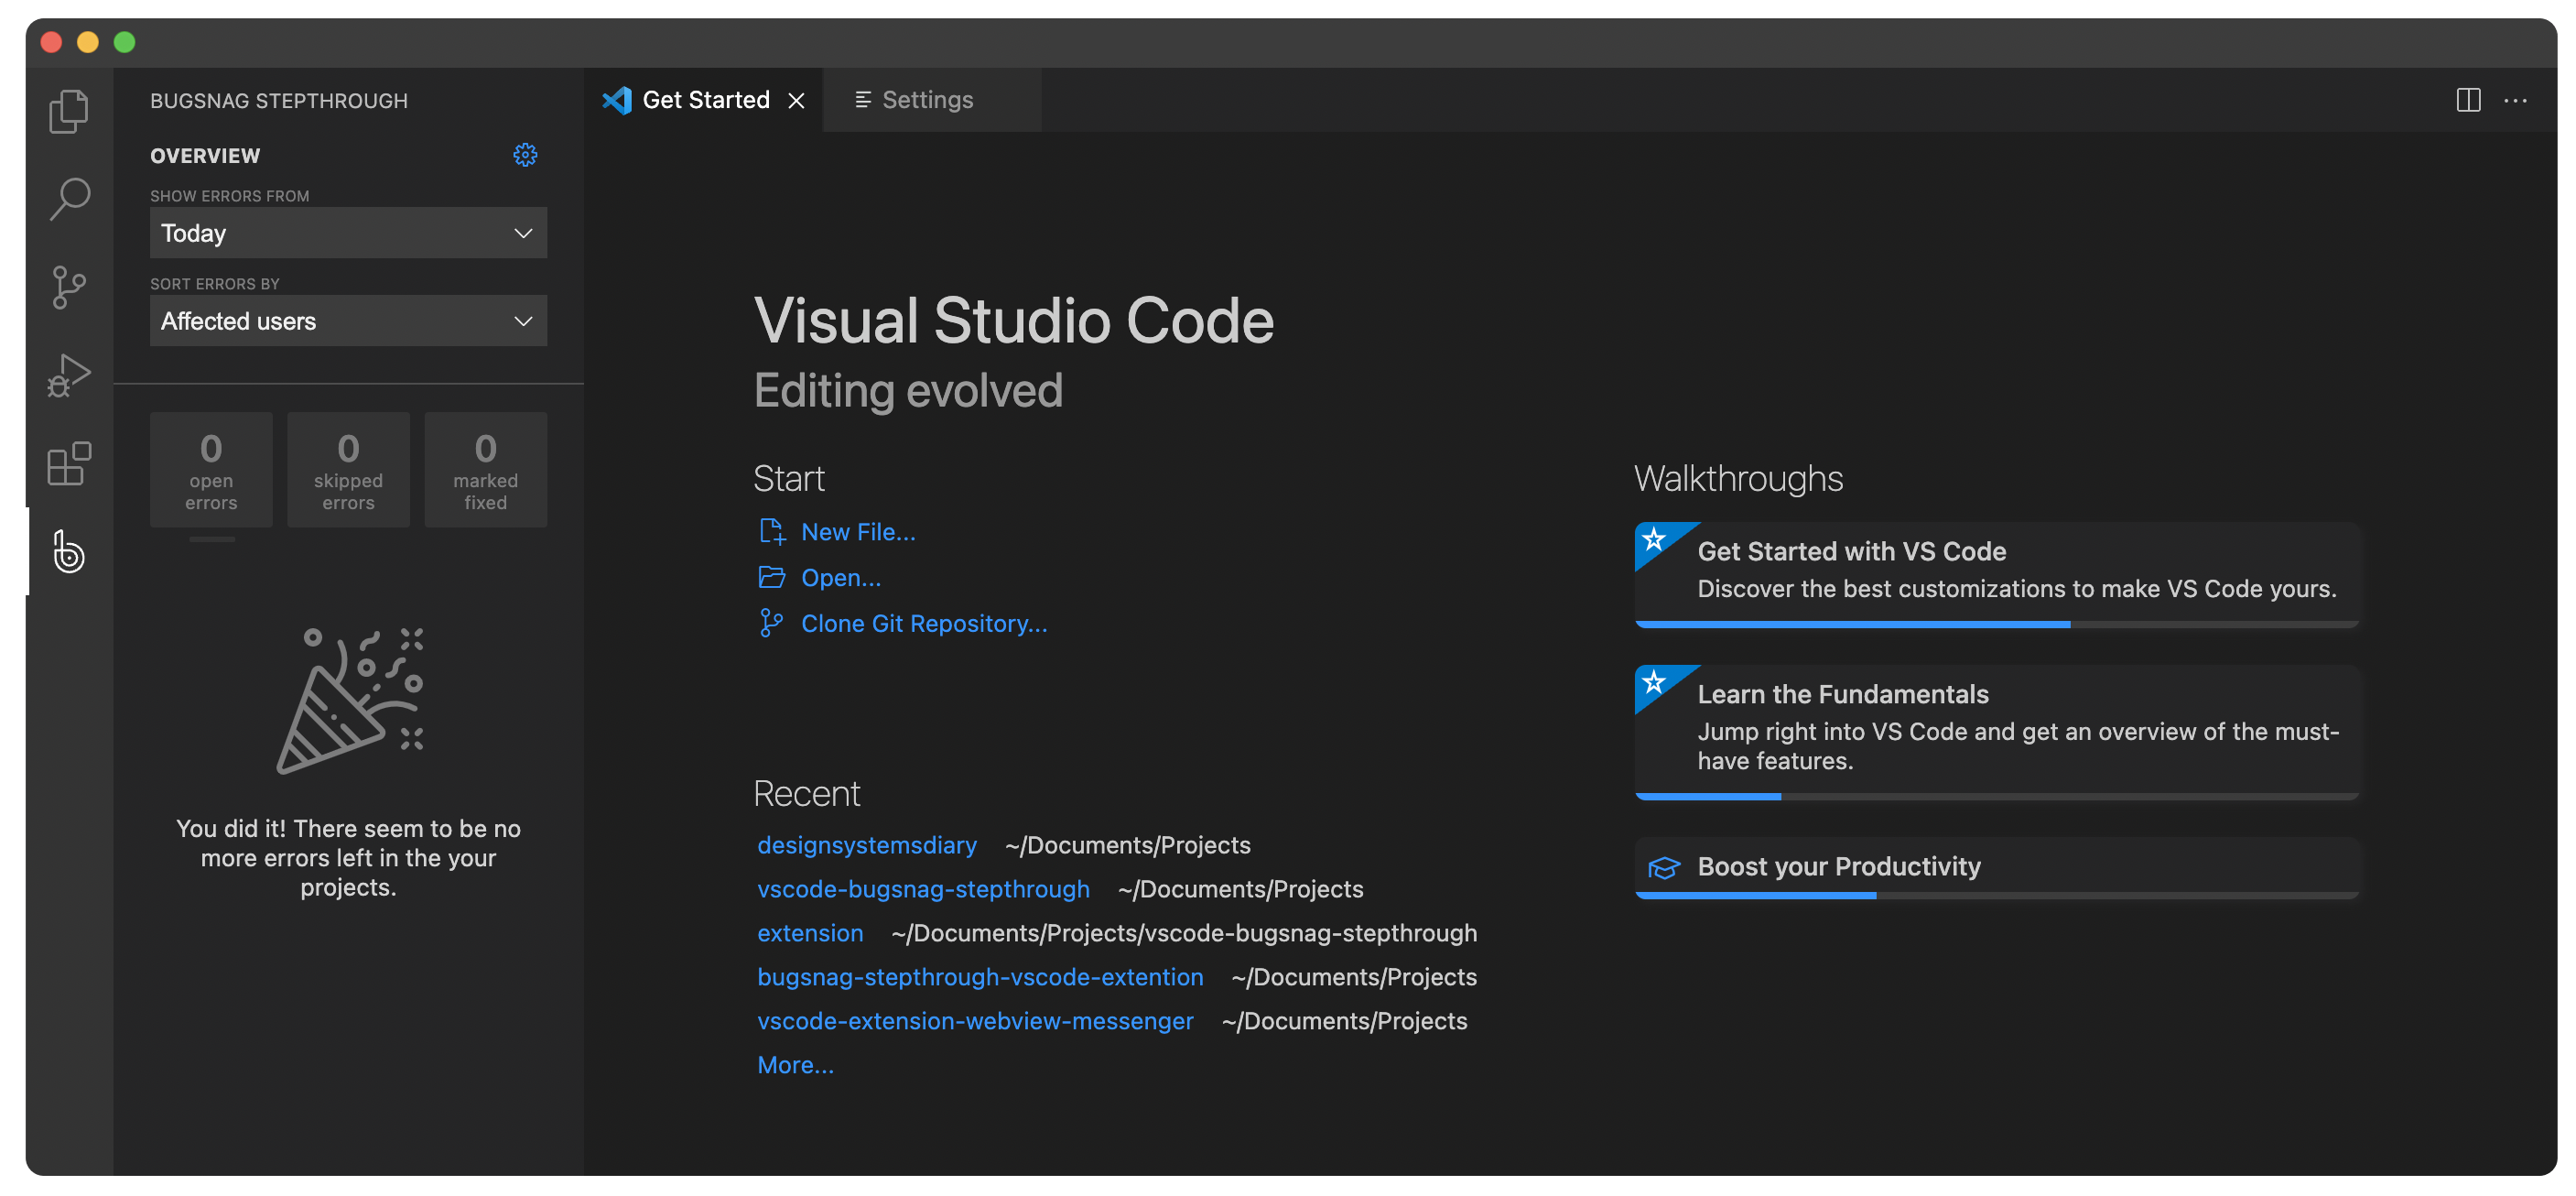 BUGSNAG STEPTHROUGH
OVERVIEW
SHOW ERRORS FROM
Today
SORT ERRORS BY
Affected users
0 open errors
0 skipped errors
0 marked fixed
You did it! There seem to be no
more errors left in the your
projects.
Get Started
Settings
Visual Studio Code
Editing evolved
Start
New File...
Open...
Clone Git Repository...
Recent
designsystemsdiary ~/Documents/Projects
vscode-bugsnag-stepthrough ~/Documents/Projects
extension ~/Documents/Projects/vscode-bugsnag-stepthrough
bugsnag-stepthrough-vscode-extention ~/Documents/Projects
vscode-extension-webview-messenger ~/Documents/Projects
More...
Walkthroughs
Get Started with VS Code
Discover the best customizations to make VS Code yours.
Learn the Fundamentals
Jump right into VS Code and get an overview of the must-
have features.
Boost your Productivity